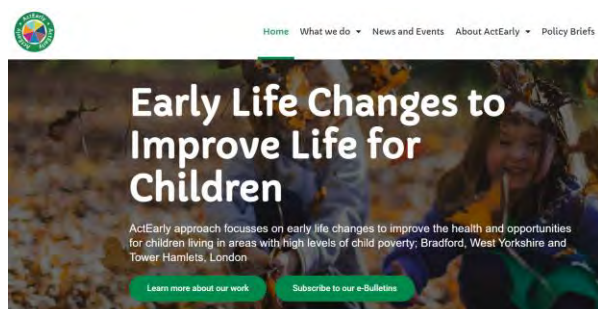 ActEarly • ActEarly • ActEarly
Home What we do News and Events About ActEarly Policy Briefs
Early Life Changes to
Improve Life for
Children
ActEarly approach focusses on early life changes to improve the health and opportunities
for children living in areas with high levels of child poverty; Bradford, West Yorkshire and
Tower Hamlets, London
Learn more about our work Subscribe to our e-Bulletins